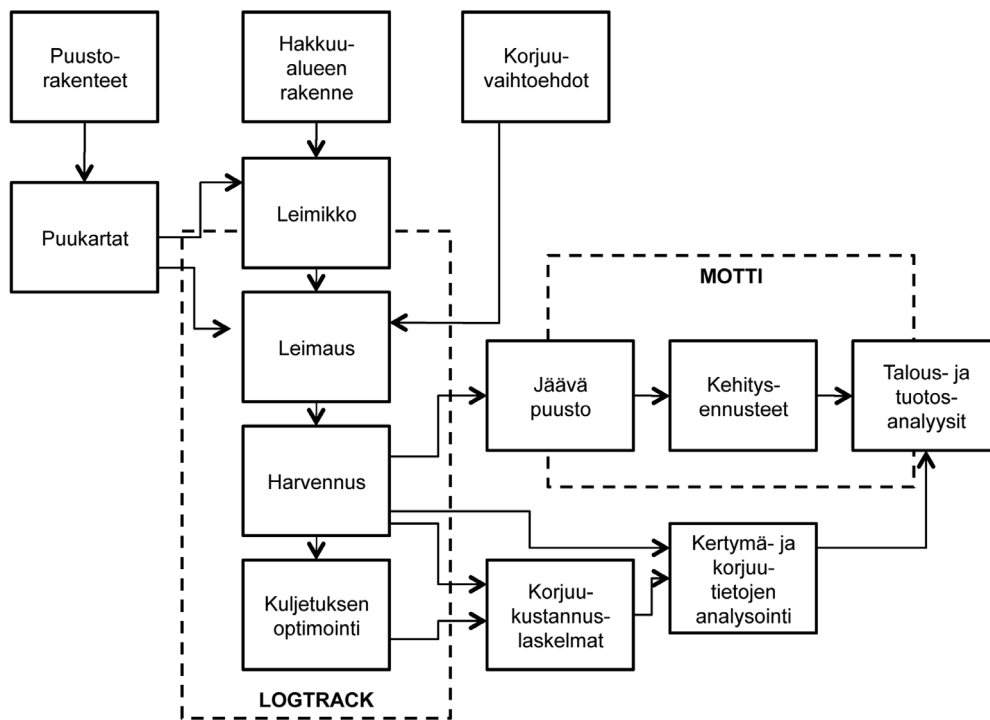 Puusto-
rakenteet
Hakkuu-
alueen
rakenne
Korjuu-
vaihtoehdot
Puukartat
Leimikko
Leimaus
MOTTI
Jäävä
puusto
Kehitys-
ennusteet
Talous- ja
tuotos-
analyysit
Harvennus
Kuljetuksen
optimointi
Korjuu-
kustannus-
laskelmat
Kertymä- ja
korjuu-
tietojen
analysointi
LOGTRACK